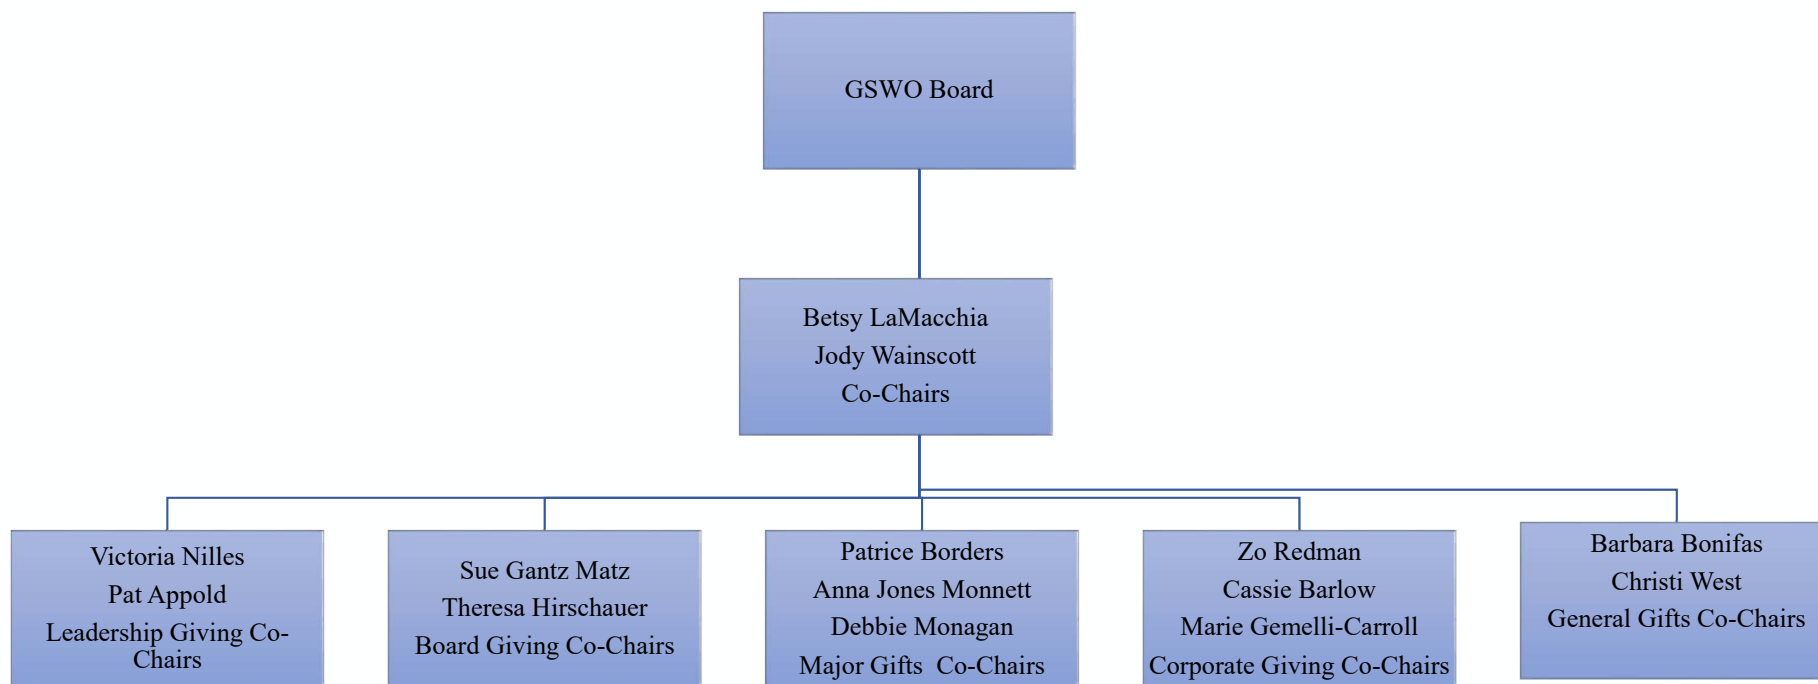 GSWO Board
Betsy LaMacchia
Jody Wainscott
Co-Chairs
Victoria Nilles
Pat Appold
Leadership Giving Co-
Chairs
Sue Gantz Matz
Theresa Hirschauer
Board Giving Co-Chairs
Patrice Borders
Anna Jones Monnett
Debbie Monagan
Major Gifts  Co-Chairs
Zo Redman
Cassie Barlow
Marie Gemelli-Carroll
Corporate Giving Co-Chairs
Barbara Bonifas
Christi West
General Gifts Co-Chairs